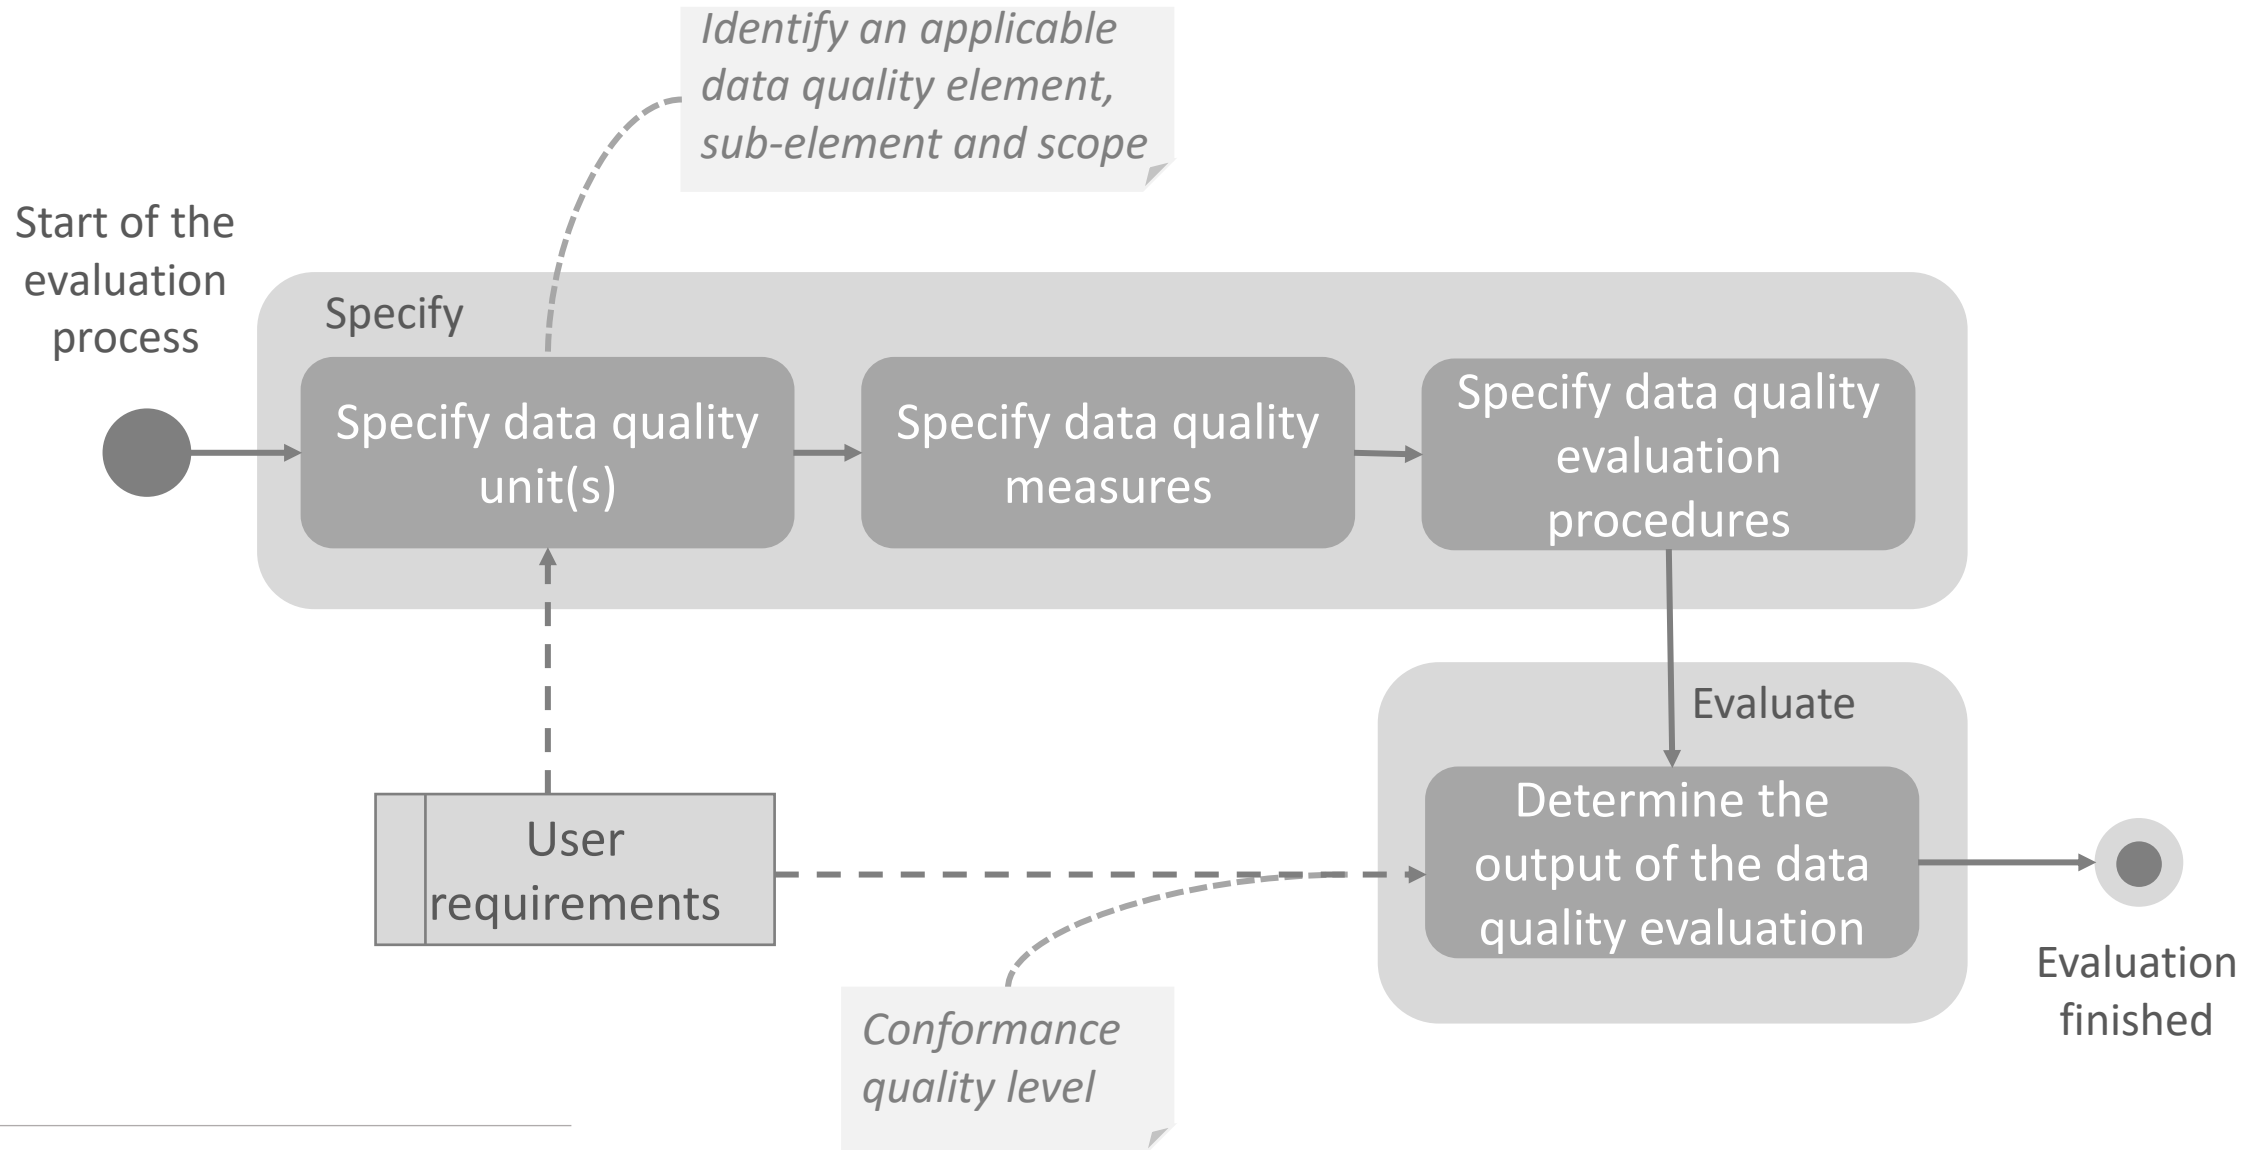 Identify an applicable
data quality element,
sub-element and scope
Start of the
evaluation
process
Specify
Specify data quality
unit(s)
Specify data quality
measures
Specify data quality
evaluation
procedures
Evaluate
Determine the
output of the data
quality evaluation
User
requirements
Evaluation
finished
Conformance
quality level